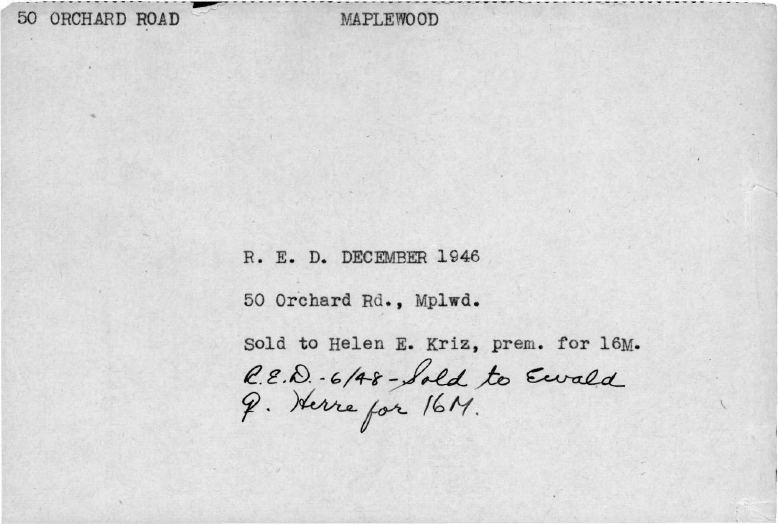 50 ORCHARD ROAD MAPLEWOOD
R. E. D. DECEMBER 1946
50 Orchard Rd., Mplwd.
Sold to Helen E. Kriz, prem. for 16M.
R.E.D. - 6/48 - Sold to Ewald
Herre for 16M.